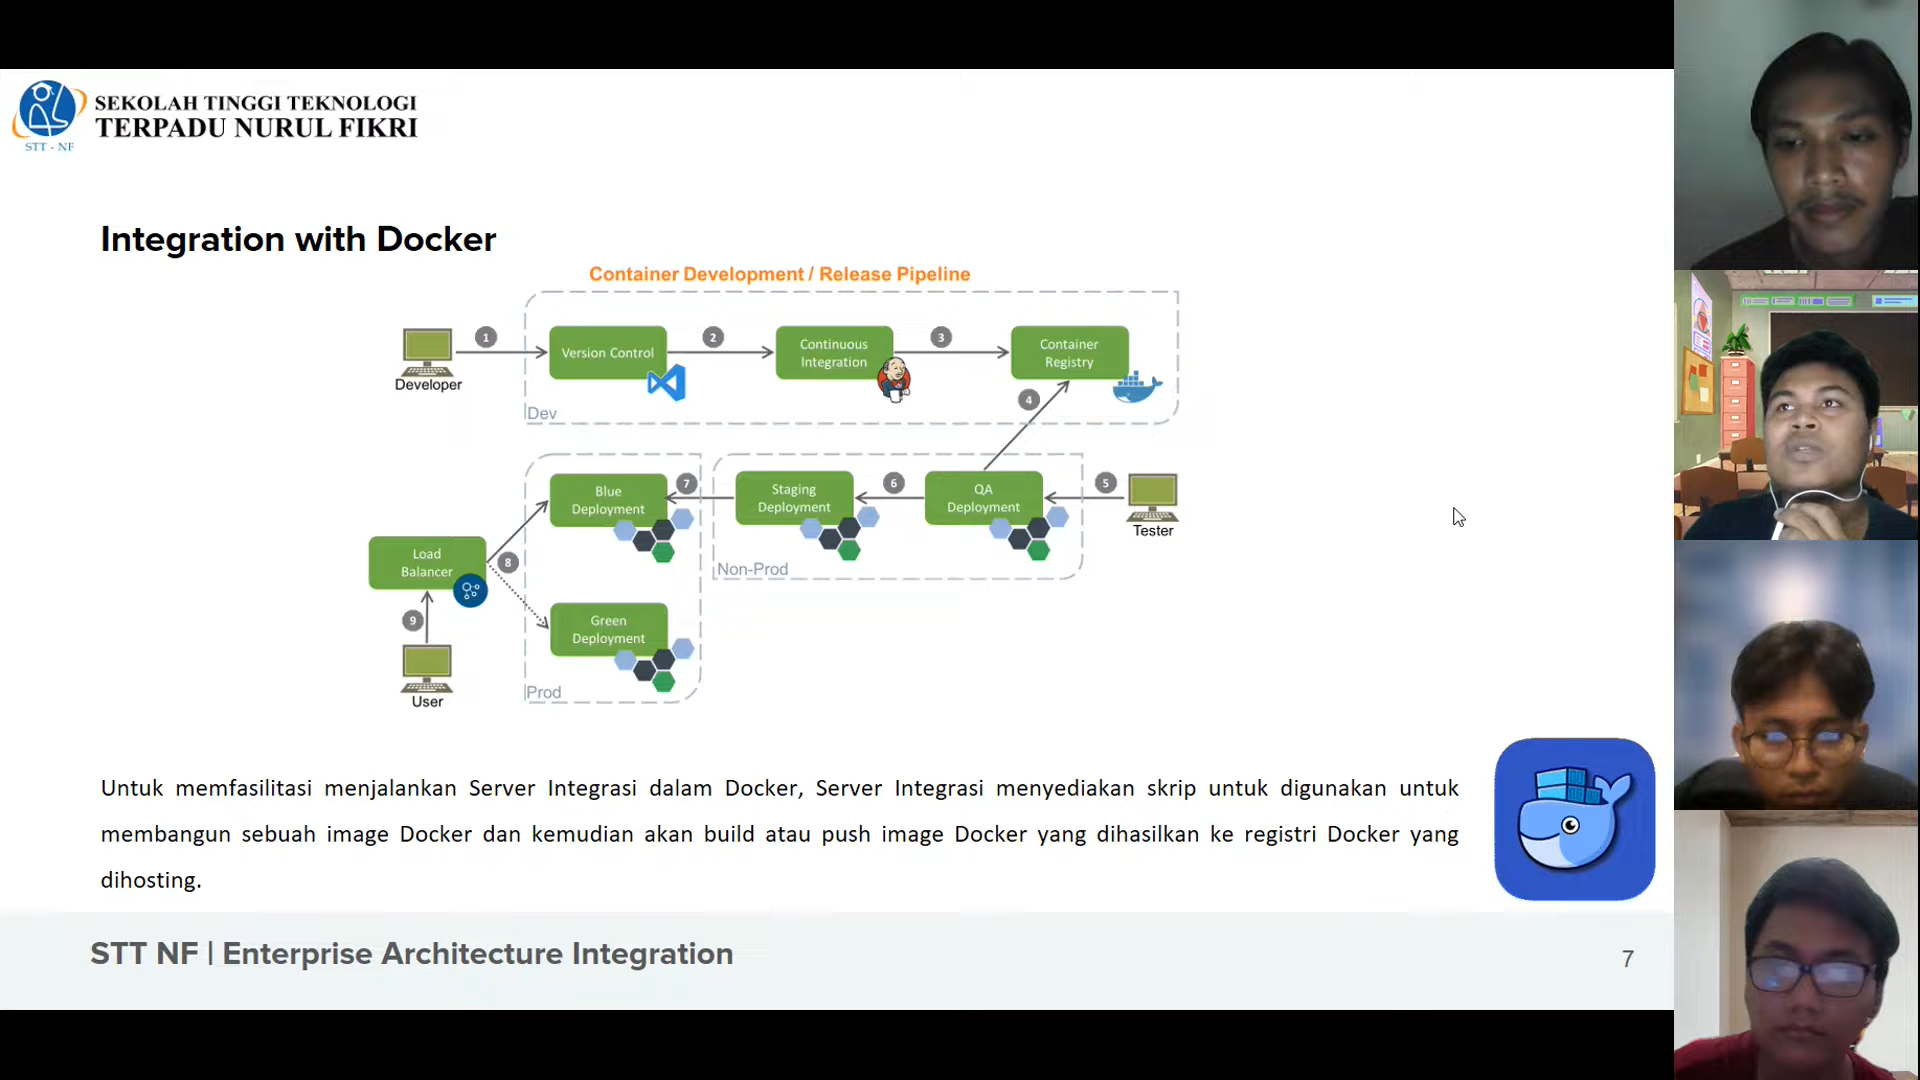 SEKOLAH TINGGI TEKNOLOGI
TERPADU NURUL FIKRI
STT - NF
Integration with Docker
Container Development / Release Pipeline
1
2
3
Developer
Version Control
Continuous
Integration
Container
Registry
4
Dev
Blue
Deployment
7
Staging
Deployment
6
QA
Deployment
5
Tester
Non-Prod
Load
Balancer
8
9
Green
Deployment
User
Prod
Untuk memfasilitasi menjalankan Server Integrasi dalam Docker, Server Integrasi menyediakan skrip untuk digunakan untuk
membangun sebuah image Docker dan kemudian akan build atau push image Docker yang dihasilkan ke registri Docker yang
dihosting.
STT NF | Enterprise Architecture Integration
7